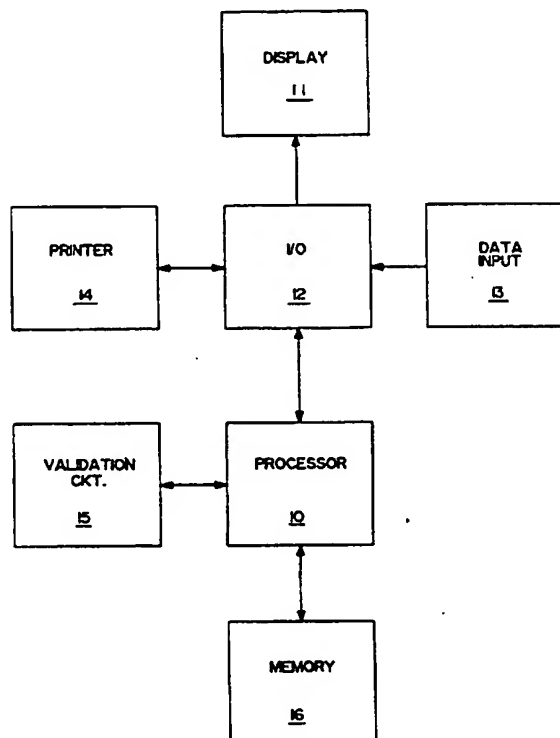 DISPLAY
11
PRINTER
14
I/O
12
DATA
INPUT
13
VALIDATION
CKT.
15
PROCESSOR
10
MEMORY
16